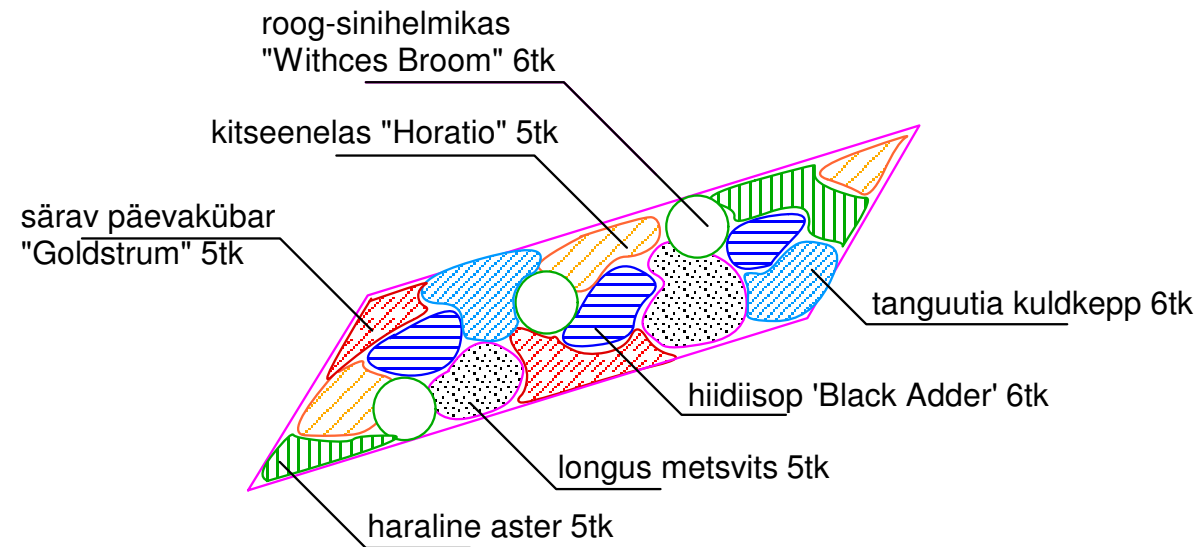 roog-sinihelmikas
"Withces Broom" 6tk
kitseenelas "Horatio" 5tk
särav päevakübar
"Goldstrum" 5tk
tanguutia kuldkepp 6tk
hiidiisop 'Black Adder' 6tk
longus metsvits 5tk
haraline aster 5tk